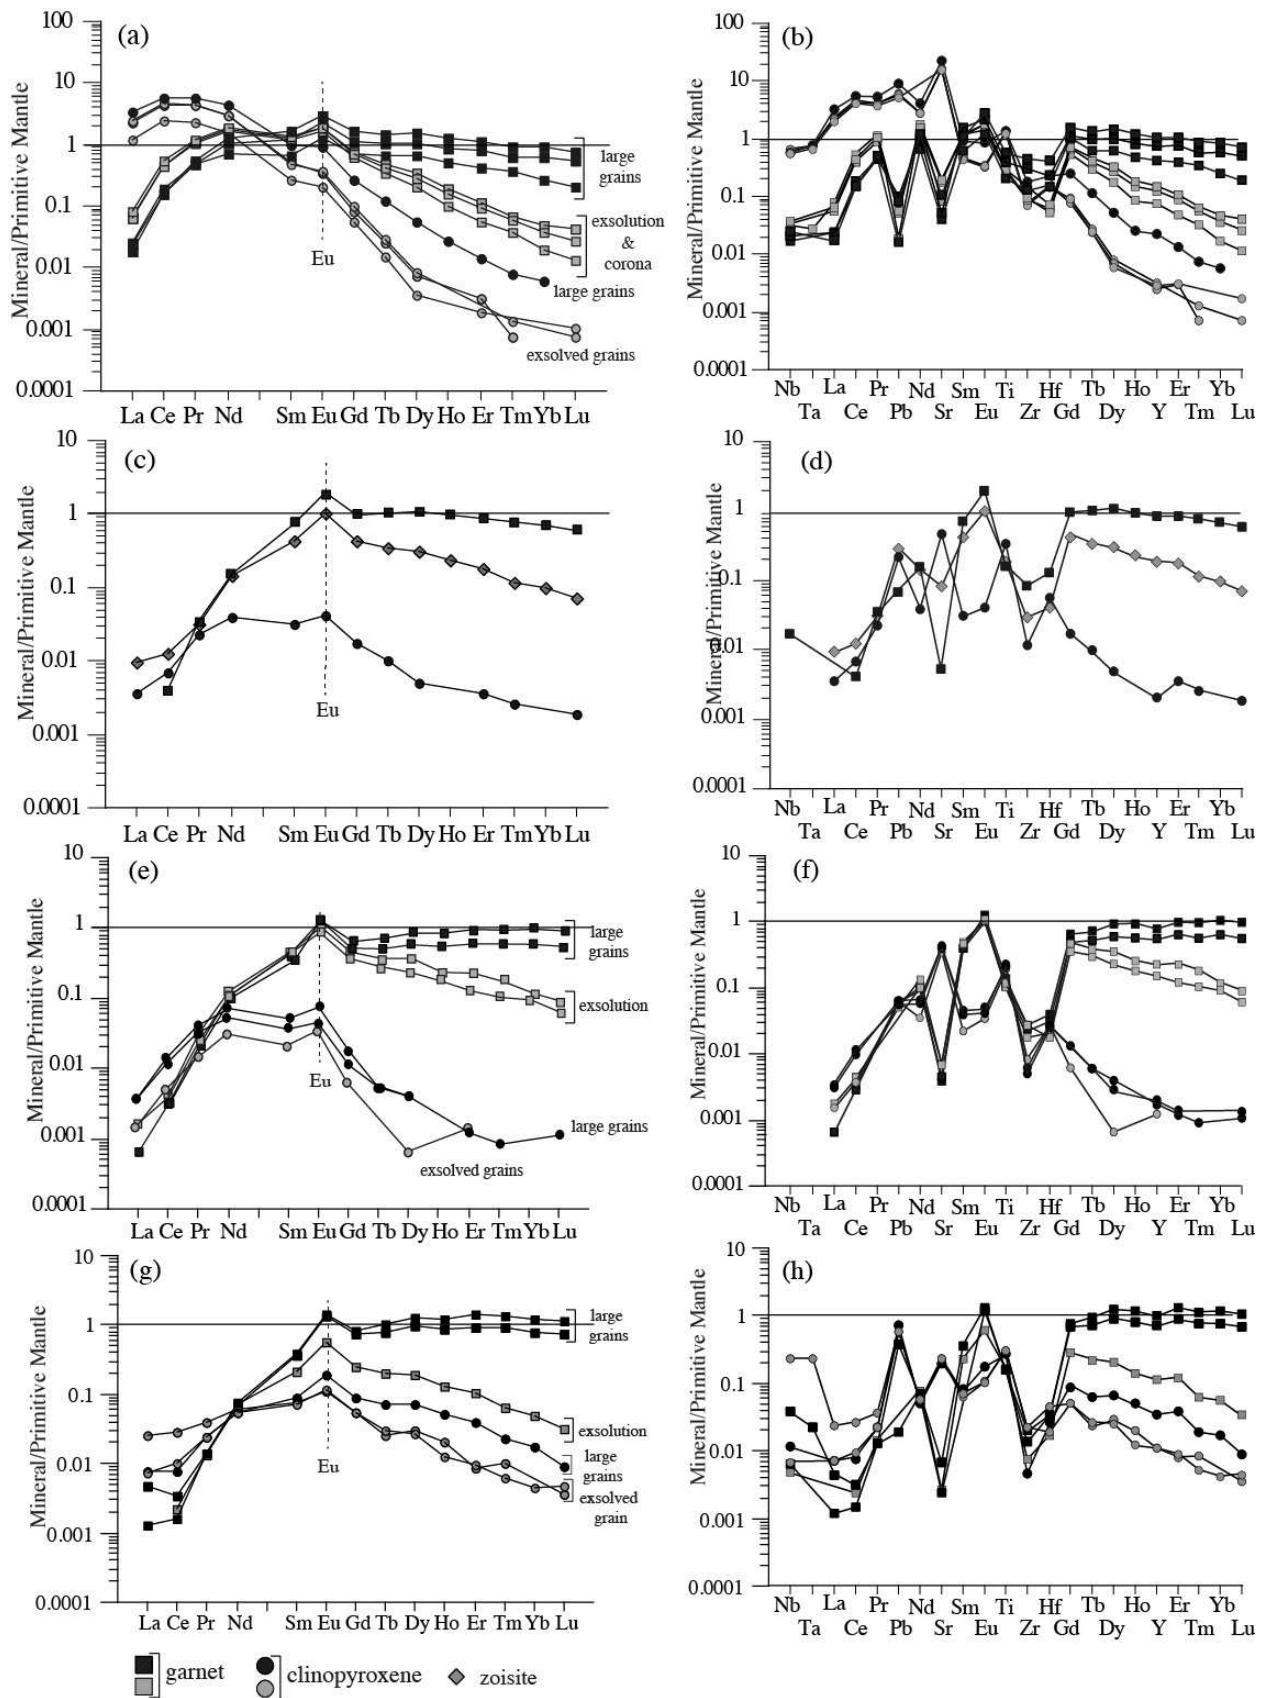 (a)
Mineral/Primitive Mantle
100
10
1
0.1
0.01
0.001
0.0001
large
grains
exsolution
&
corona
Eu
large grains
exsolved grains
La Ce Pr Nd Sm Eu Gd Tb Dy Ho Er Tm Yb Lu
(b)
Mineral/Primitive Mantle
100
10
1
0.1
0.01
0.001
0.0001
Nb La Pr Nd Sm Ti Hf Tb Ho Er Yb
Ta Ce Pb Sr Eu Zr Gd Dy Y Tm Lu
(c)
Mineral/Primitive Mantle
10
1
0.1
0.01
0.001
0.0001
Eu
La Ce Pr Nd Sm Eu Gd Tb Dy Ho Er Tm Yb Lu
(d)
Mineral/Primitive Mantle
10
1
0.1
0.01
0.001
0.0001
Nb La Pr Nd Sm Ti Hf Tb Ho Er Yb
Ta Ce Pb Sr Eu Zr Gd Dy Y Tm Lu
(e)
Mineral/Primitive Mantle
10
1
0.1
0.01
0.001
0.0001
large
grains
exsolution
Eu
large grains
exsolved grains
La Ce Pr Nd Sm Eu Gd Tb Dy Ho Er Tm Yb Lu
(f)
Mineral/Primitive Mantle
10
1
0.1
0.01
0.001
0.0001
Nb La Pr Nd Sm Ti Hf Tb Ho Er Yb
Ta Ce Pb Sr Eu Zr Gd Dy Y Tm Lu
(g)
Mineral/Primitive Mantle
10
1
0.1
0.01
0.001
0.0001
large
grains
exsolution
Eu
large
grains
exsolved
grain
La Ce Pr Nd Sm Eu Gd Tb Dy Ho Er Tm Yb Lu
(h)
Mineral/Primitive Mantle
10
1
0.1
0.01
0.001
0.0001
Nb La Pr Nd Sm Ti Hf Tb Ho Er Yb
Ta Ce Pb Sr Eu Zr Gd Dy Y Tm Lu
garnet clinopyroxene zoisite